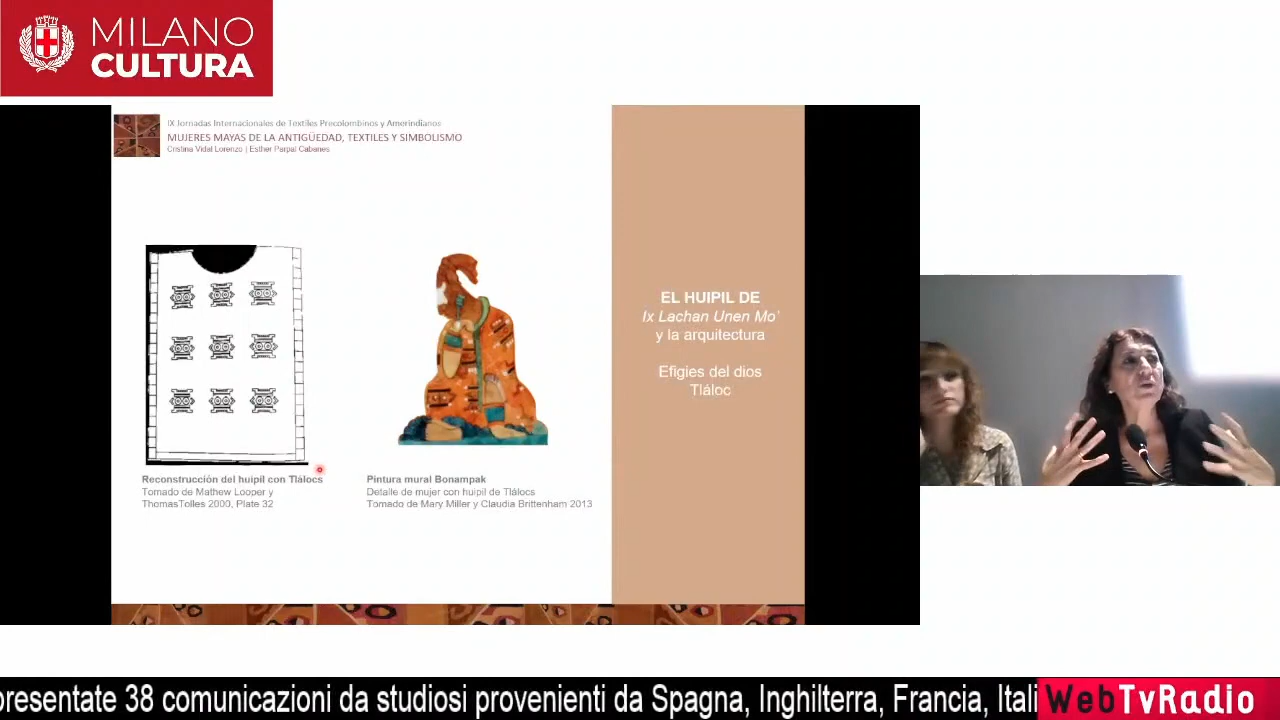 MILANO
CULTURA
IX Jornadas Internacionales de Textiles Precolombinos y Amerindianos
MUJERES MAYAS DE LA ANTIGÜEDAD, TEXTILES Y SIMBOLISMO
Cristina Vidal Lorenzo | Esther Parpal Cabanes
EL HUIPIL DE
Ix Lachan Unen Mo'
y la arquitectura
Efigies del dios
Tláloc
Reconstrucción del huipil con Tlálocs
Tomado de Mathew Looper y
ThomasTolles 2000, Plate 32
Pintura mural Bonampak
Detalle de mujer con huipil de Tlálocs
Tomado de Mary Miller y Claudia Brittenham 2013
presentate 38 comunicazioni da studiosi provenienti da Spagna, Inghilterra, Francia, Itali
WebTvRadio